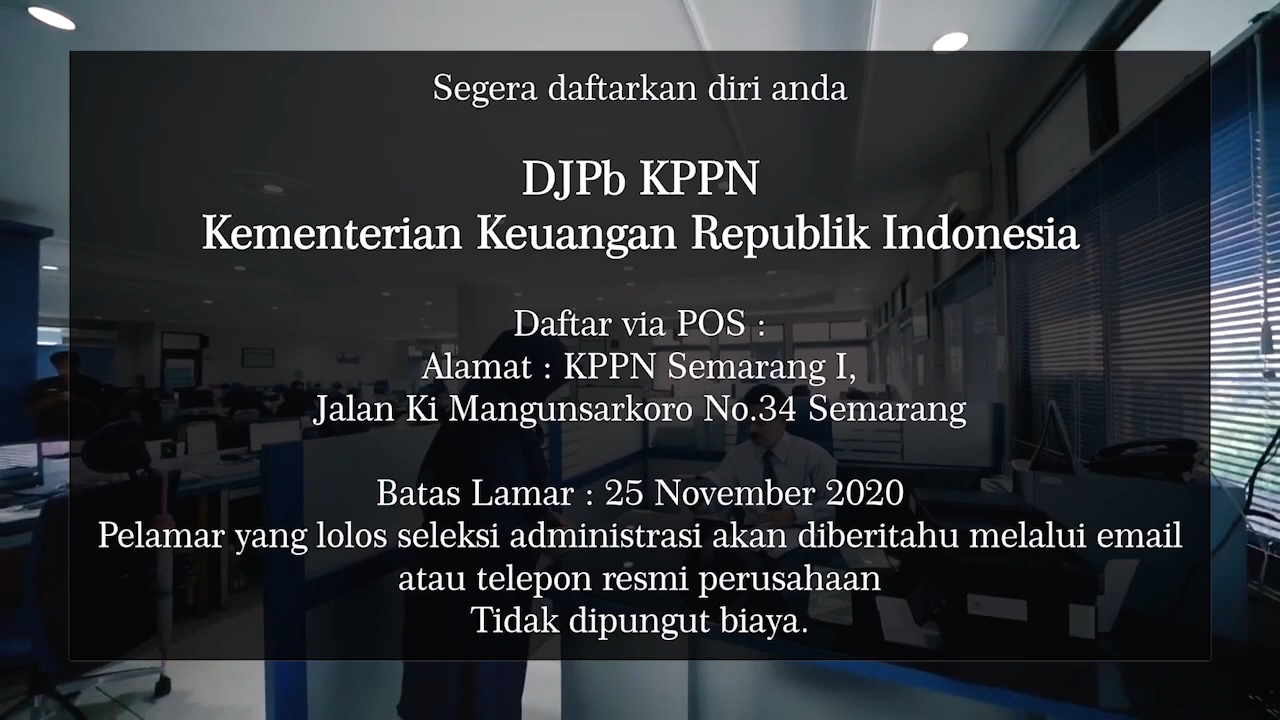 Segera daftarkan diri anda
DJPb KPPN
Kementerian Keuangan Republik Indonesia
Daftar via POS :
Alamat : KPPN Semarang I,
Jalan Ki Mangunsarkoro No.34 Semarang
Batas Lamar : 25 November 2020
Pelamar yang lolos seleksi administrasi akan diberitahu melalui email
atau telepon resmi perusahaan
Tidak dipungut biaya.